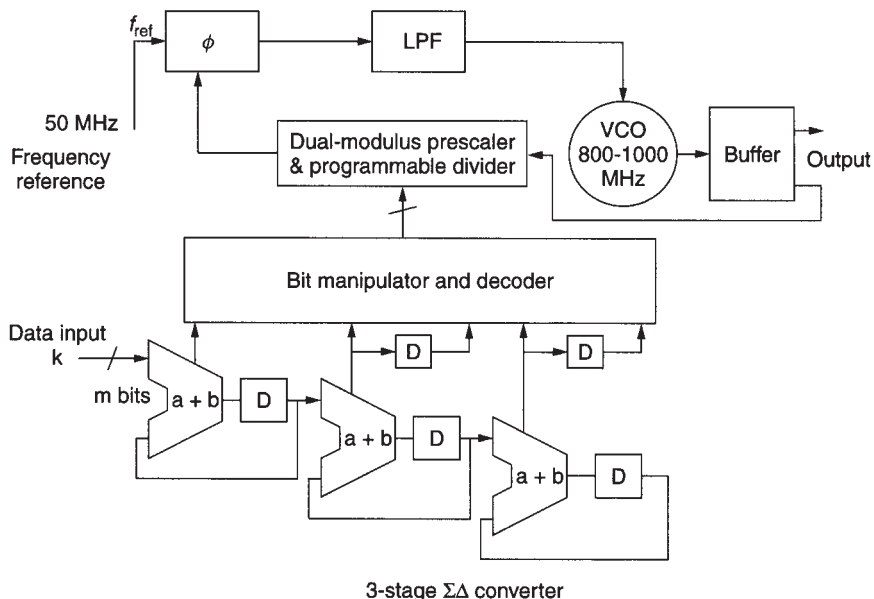 fref
ϕ
LPF
50 MHz
Frequency
reference
Dual-modulus prescaler
& programmable divider
VCO
800-1000
MHz
Buffer
Output
Bit manipulator and decoder
Data input
k
m bits
D
D
a + b
D
a + b
D
a + b
D
3-stage ΣΔ converter